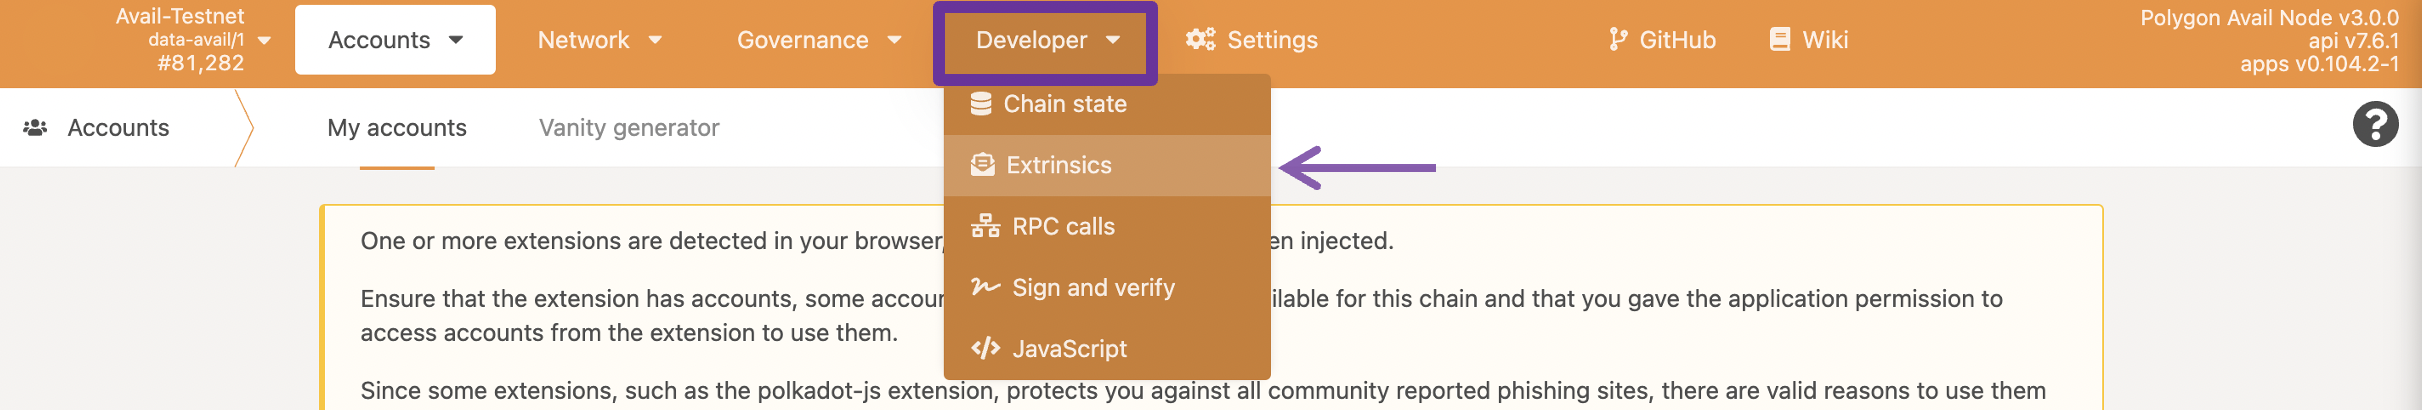 Avail-Testnet
data-avail/1
#81,282
Accounts
Network
Governance
Developer
Settings
GitHub
Wiki
Polygon Avail Node v3.0.0
api v7.6.1
apps v0.104.2-1
Accounts
My accounts
Vanity generator
Chain state
Extrinsics
RPC calls
Sign and verify
JavaScript
One or more extensions are detected in your browser, en injected.
Ensure that the extension has accounts, some accour ilable for this chain and that you gave the application permission to
access accounts from the extension to use them.
Since some extensions, such as the polkadot-js extension, protects you against all community reported phishing sites, there are valid reasons to use them